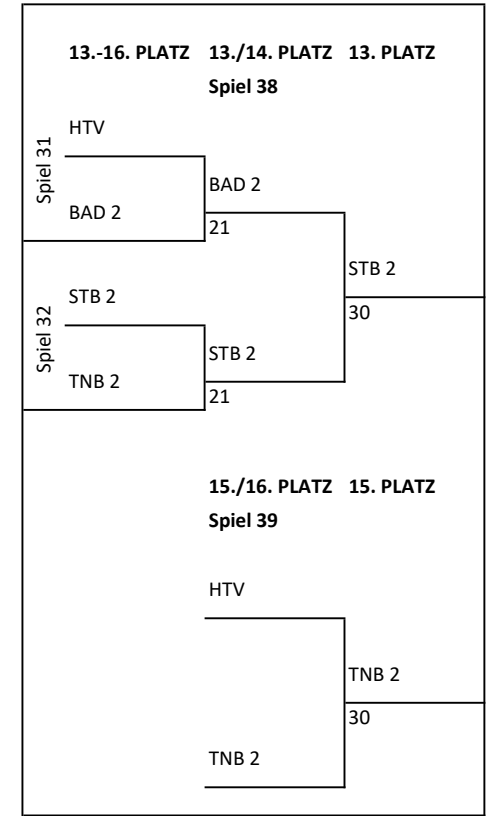 13.-16. PLATZ 13./14. PLATZ 13. PLATZ
Spiel 38
Spiel 31
HTV
BAD 2
BAD 2
21
STB 2
30
Spiel 32
STB 2
STB 2
21
TNB 2
15./16. PLATZ 15. PLATZ
Spiel 39
HTV
TNB 2
30
TNB 2